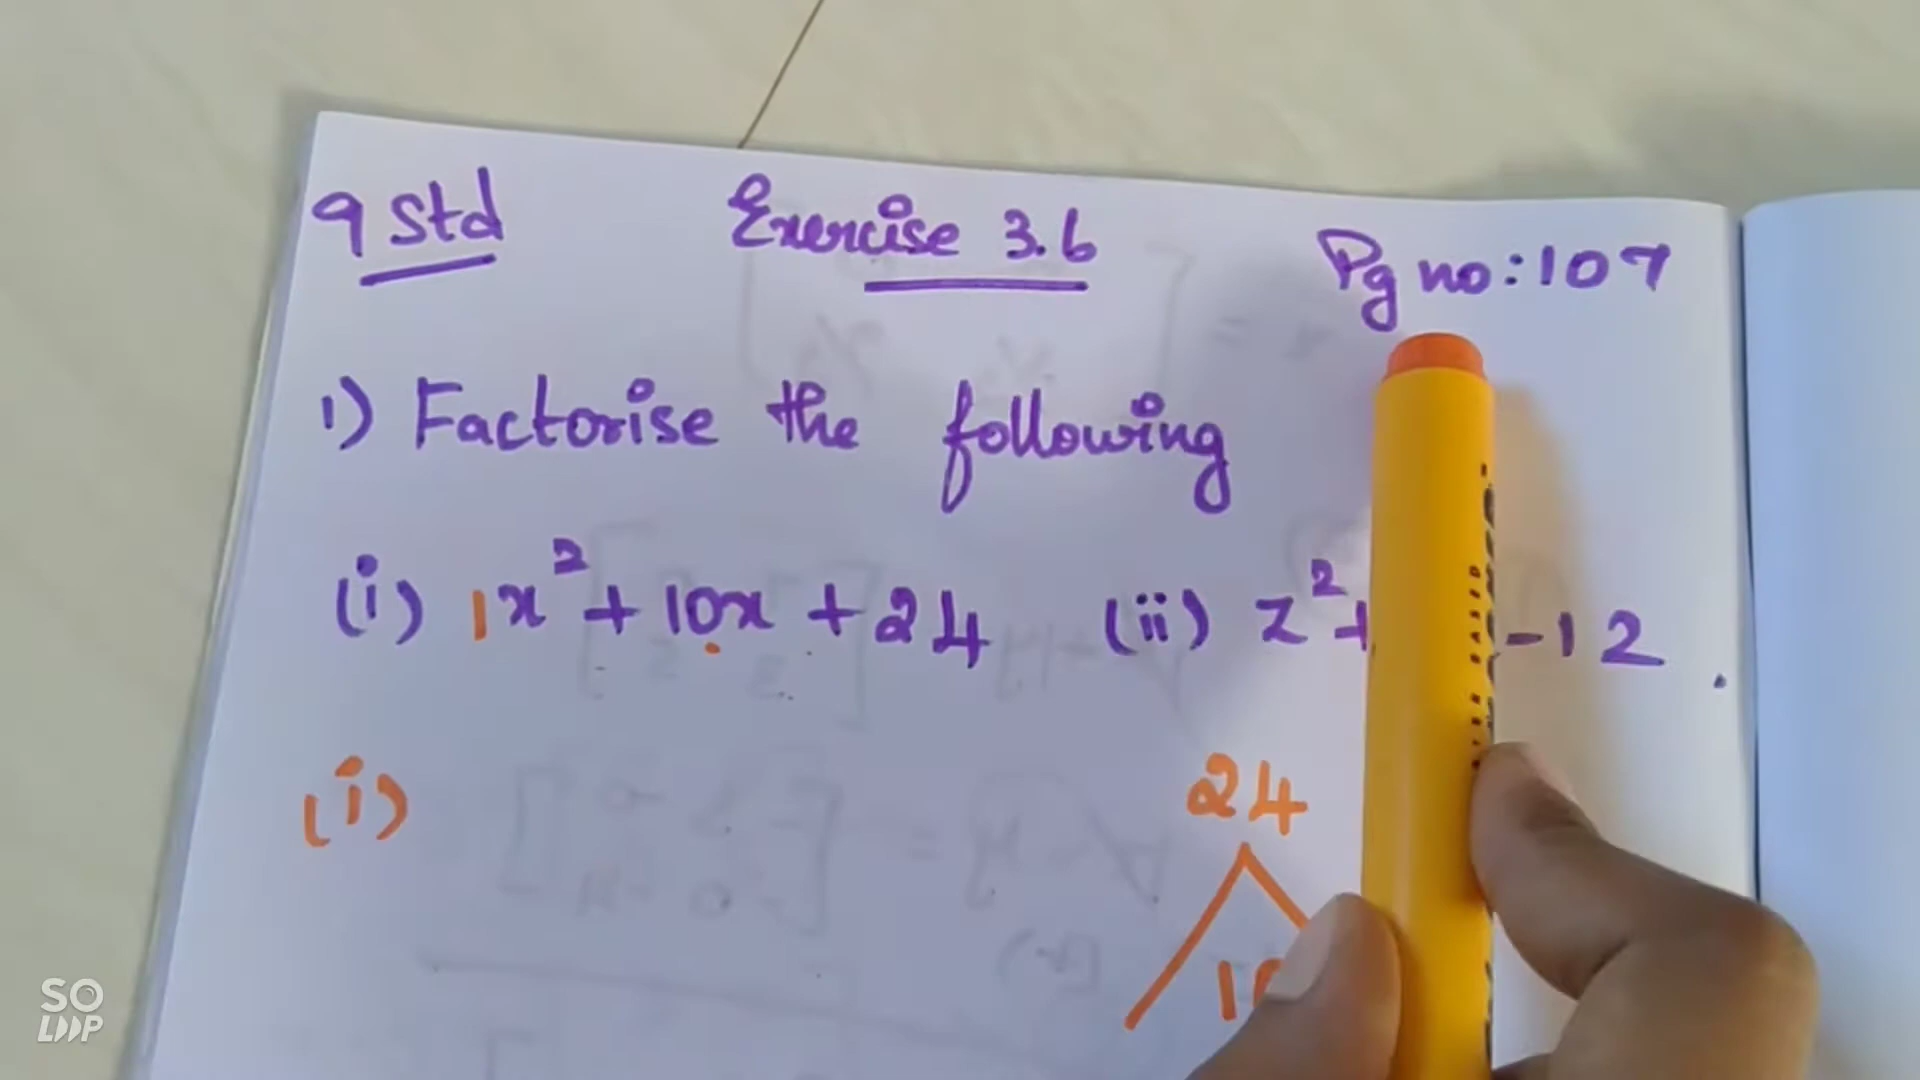 9 Std Exercise 3.6 Pg no:107
1) Factorise the following
(i) 1x² + 10x + 24 (ii) z² + -12
(i) 24
SO
LOOP